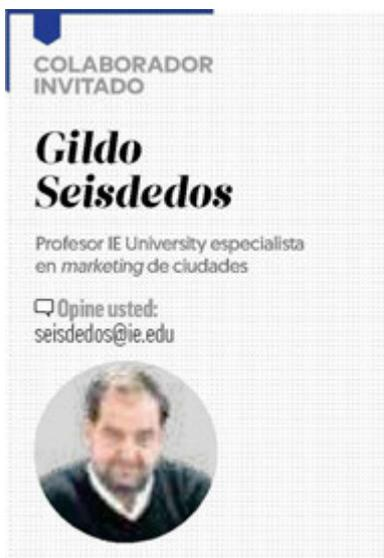 COLABORADOR
INVITADO
Gildo
Seisdedos
Profesor IE University especialista
en marketing de ciudades
Opine usted:
seisdedos@ie.edu